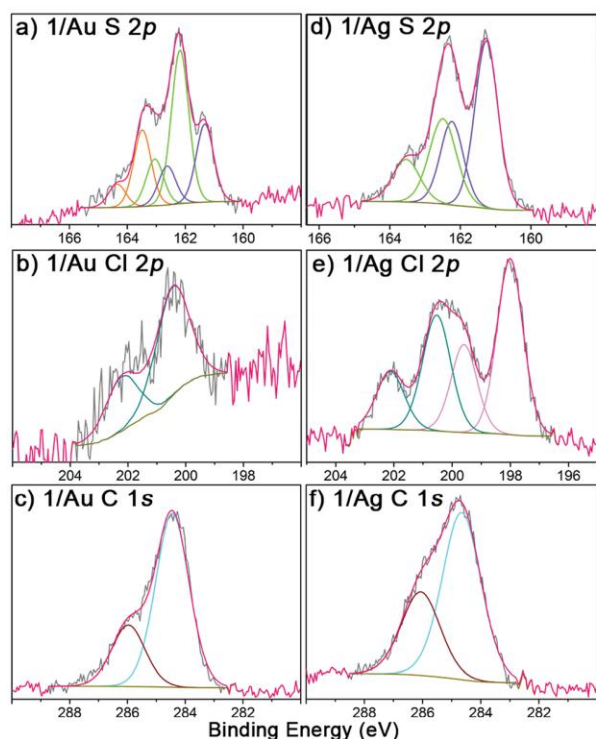 a) 1/Au S 2p
d) 1/Ag S 2p
166 164 162 160
166 164 162 160
b) 1/Au Cl 2p
e) 1/Ag Cl 2p
204 202 200 198
204 202 200 198 196
c) 1/Au C 1s
f) 1/Ag C 1s
288 286 284 282
288 286 284 282
Binding Energy (eV)